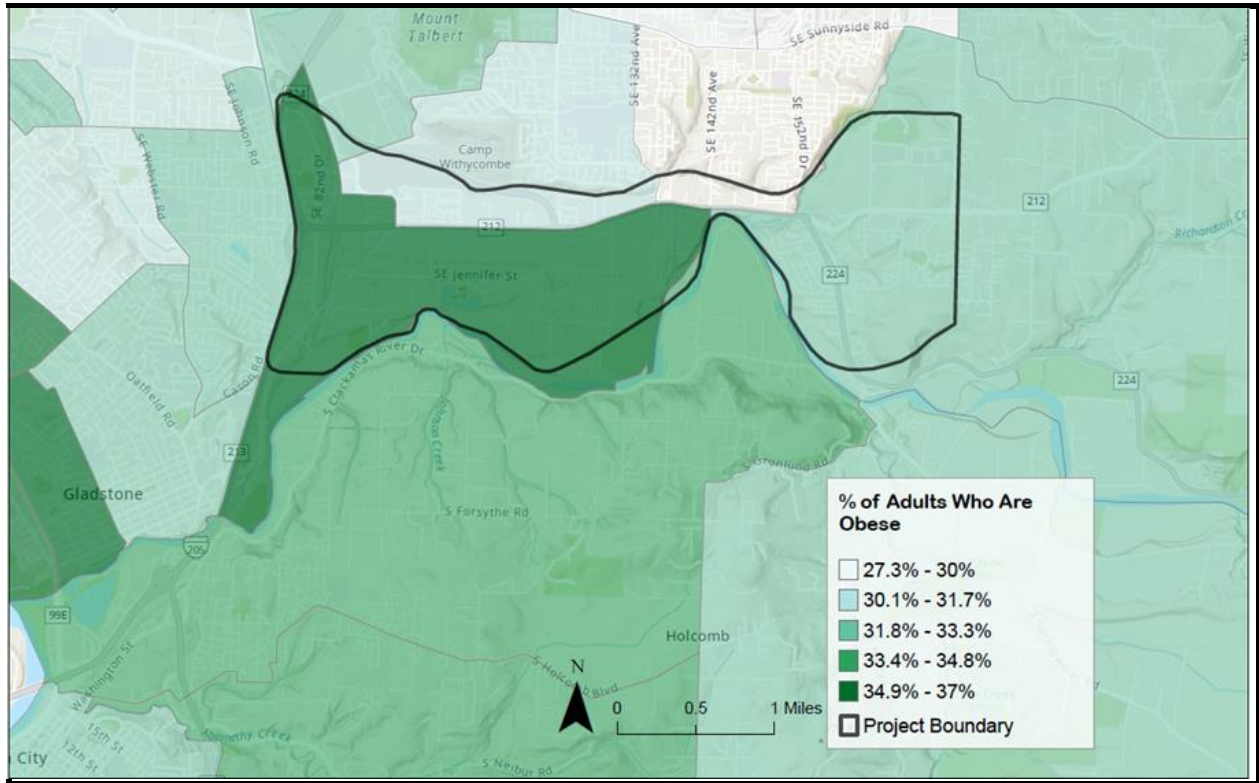 Mount
Talbert
SE Sunnyside Rd
SE 132nd Ave
SE 142nd Ave
SE 152nd Dr
SE Johnson Rd
SE Webster Rd
SE 82nd Dr
Camp
Withycombe
212
212
Richardson
SE Jennifer St
224
224
S Clackamas River Dr
Cason Rd
Oatfield Rd
Johnson Creek
213
Gladstone
S Gronlund Rd
S Forsythe Rd
205
99E
Holcomb
S Holcomb Blvd
Washington St
15th St
12th St
City
Abernethy Creek
S Neibur Rd
N
0 0.5 1 Miles
% of Adults Who Are
Obese
27.3% - 30%
30.1% - 31.7%
31.8% - 33.3%
33.4% - 34.8%
34.9% - 37%
Project Boundary